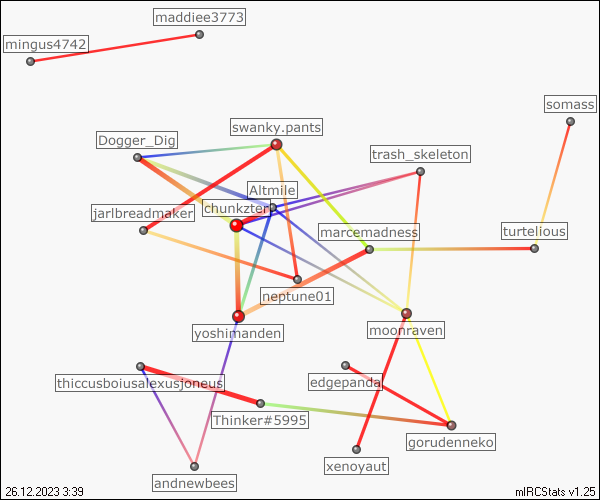 maddiee3773
mingus4742
somass
swanky.pants
Dogger_Dig
trash_skeleton
Altmile
chunkzter
jarlbreadmaker
marcemadness
turtelious
neptune01
yoshimanden
moonraven
thiccusboiusalexusjoneus
edgepanda
Thinker#5995
gorudenneko
xenoyaut
andnewbees
26.12.2023 3:39
mIRCStats v1.25